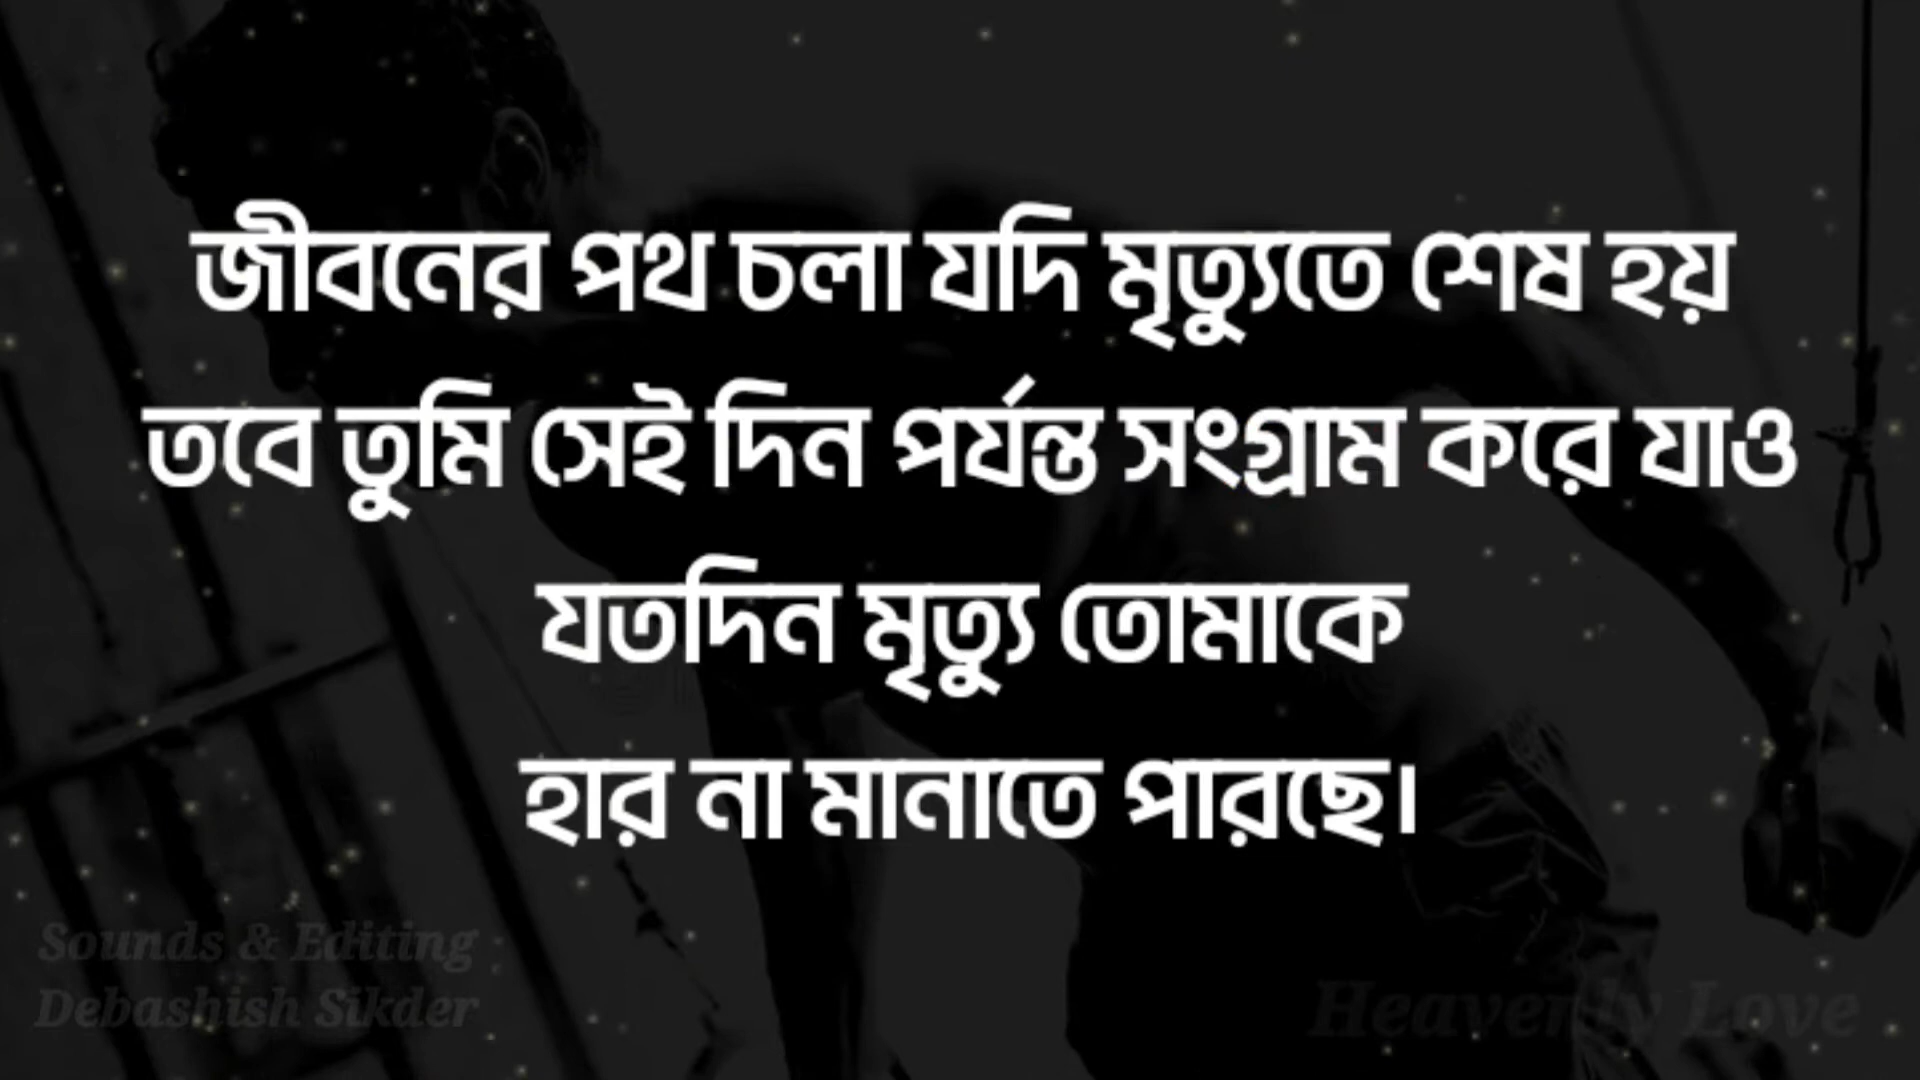 জীবনের পথ চলা যদি মৃত্যুতে শেষ হয়
তবে তুমি সেই দিন পর্যন্ত সংগ্রাম করে যাও
যতদিন মৃত্যু তোমাকে
হার না মানাতে পারছে।
Sounds & Editing
Debashish Sikder
Heavenly Love